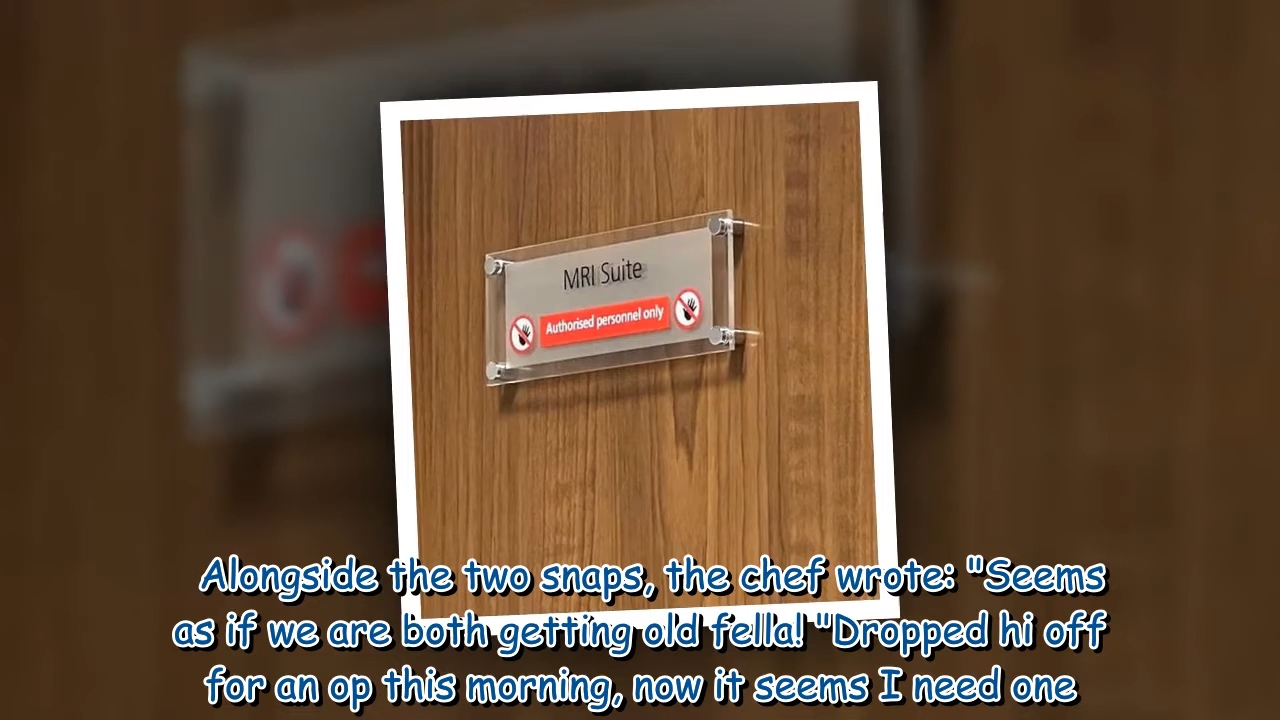 MRI Suite
Authorised personnel only
Alongside the two snaps, the chef wrote: "Seems
as if we are both getting old fella! "Dropped hi off
for an op this morning, now it seems I need one